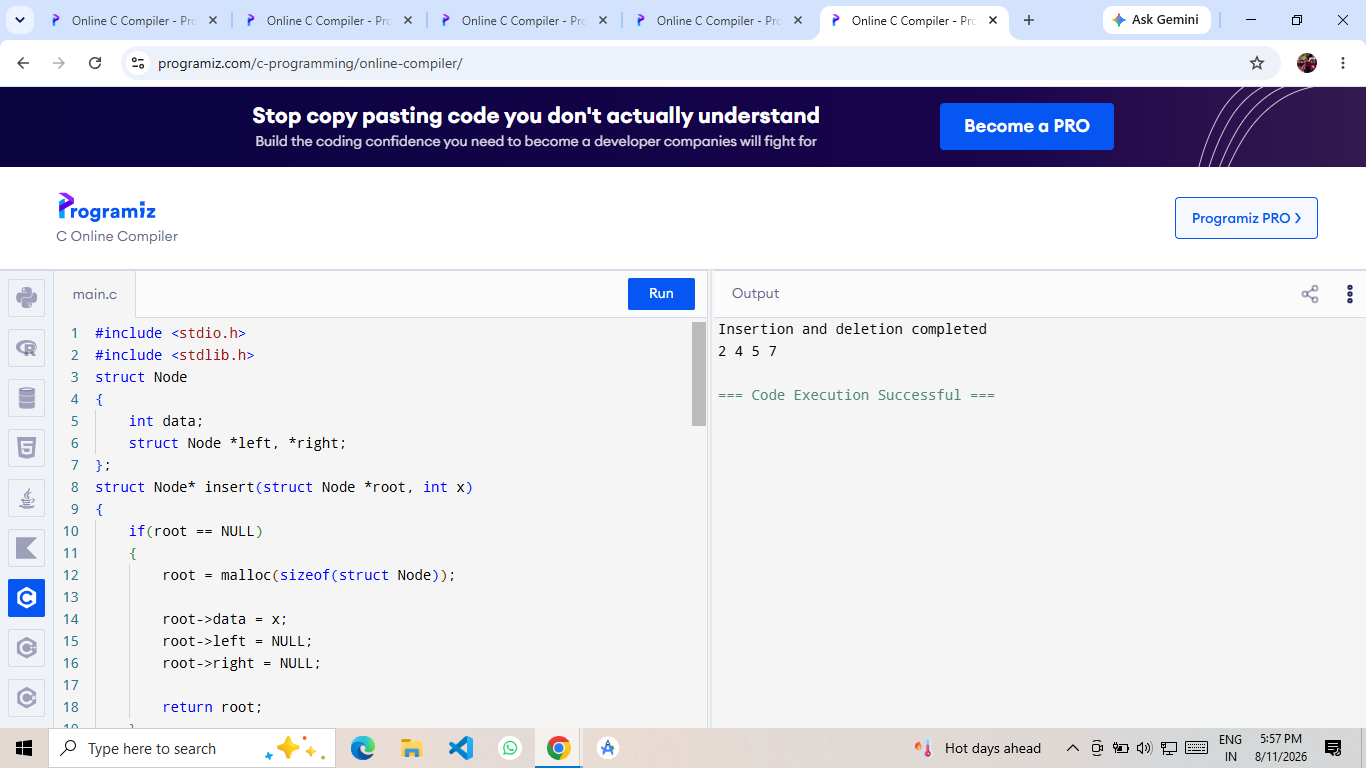 Online C Compiler - Pro
Online C Compiler - Pro
Online C Compiler - Pro
Online C Compiler - Pro
Online C Compiler - Pro
Ask Gemini
programiz.com/c-programming/online-compiler/
Stop copy pasting code you don't actually understand
Build the coding confidence you need to become a developer companies will fight for
Become a PRO
Programiz
C Online Compiler
Programiz PRO >
main.c
Run
Output
1 #include <stdio.h>
2 #include <stdlib.h>
3 struct Node
4 {
5     int data;
6     struct Node *left, *right;
7 };
8 struct Node* insert(struct Node *root, int x)
9 {
10     if(root == NULL)
11     {
12         root = malloc(sizeof(struct Node));
13
14         root->data = x;
15         root->left = NULL;
16         root->right = NULL;
17
18         return root;
19     }
Insertion and deletion completed
2 4 5 7
=== Code Execution Successful ===
Type here to search
Hot days ahead
ENG
IN
5:57 PM
8/11/2026